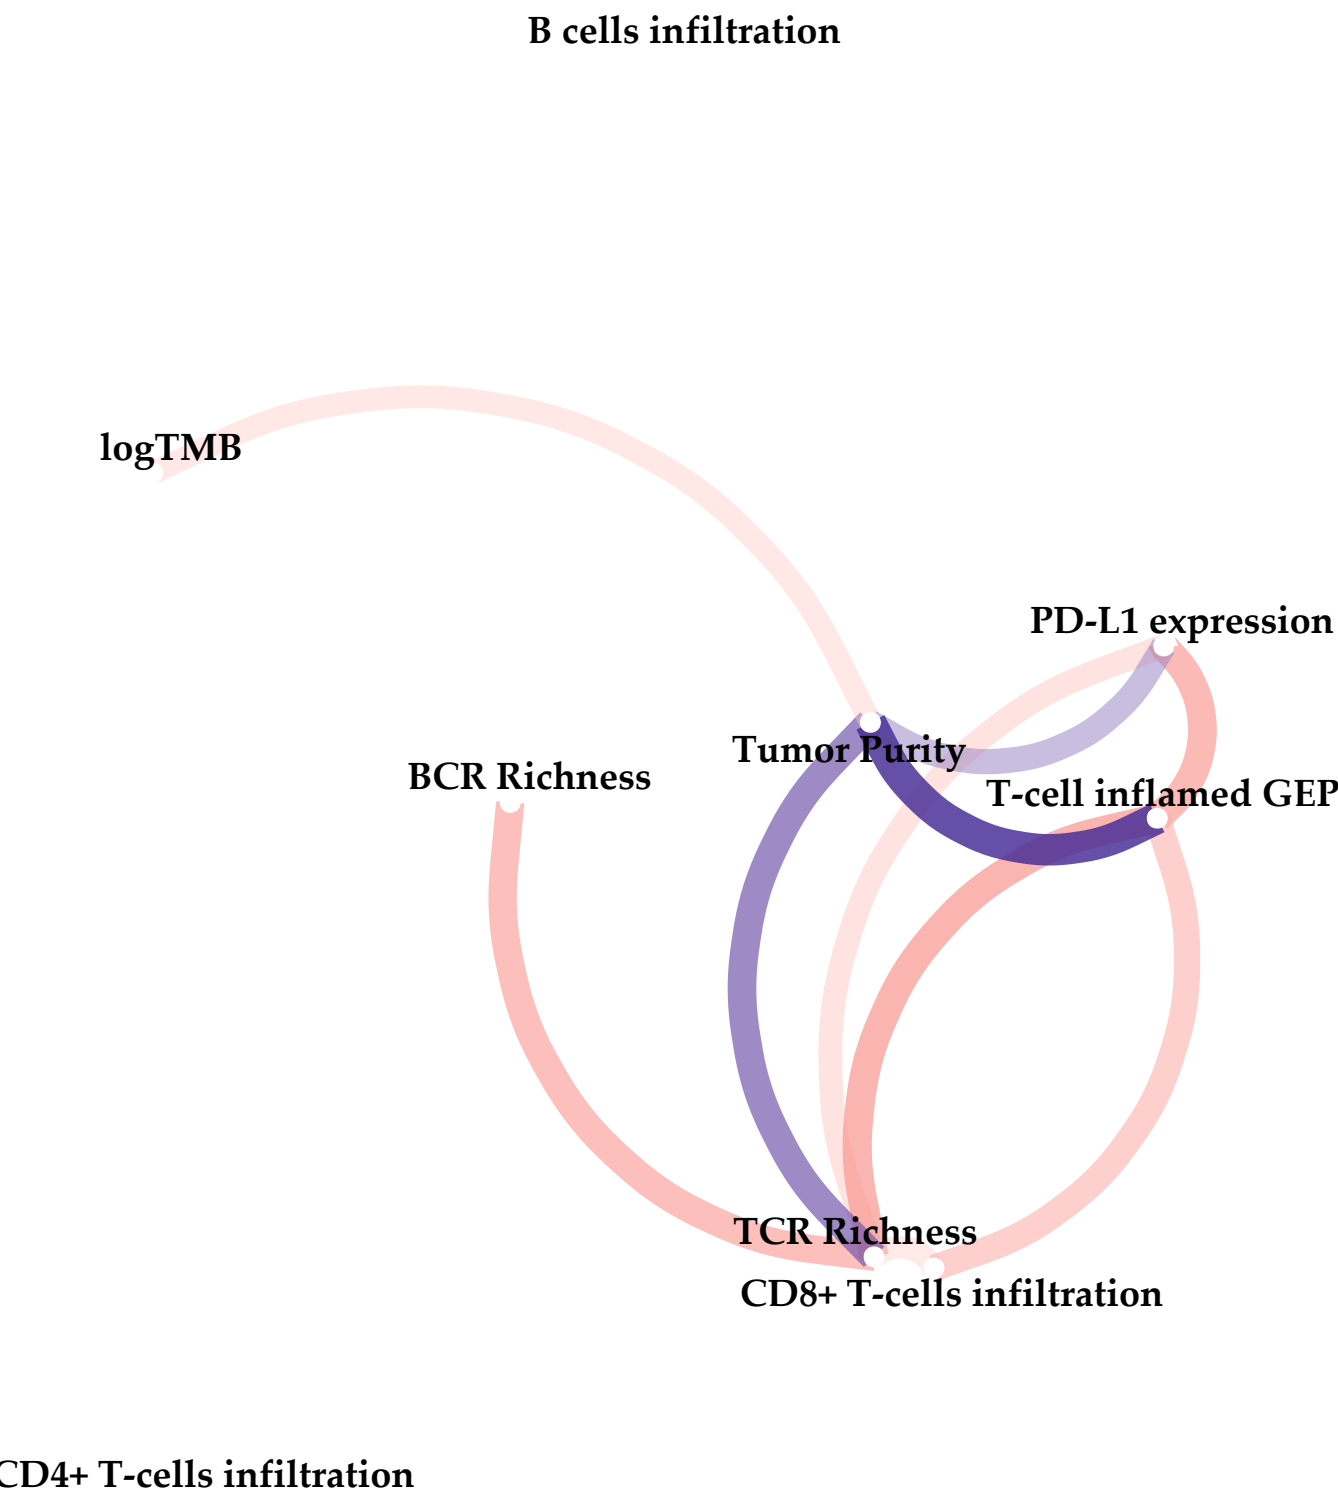 B cells infiltration
logTMB
PD-L1 expression
Tumor Purity
BCR Richness
T-cell inflamed GEP
TCR Richness
CD8+ T-cells infiltration
CD4+ T-cells infiltration